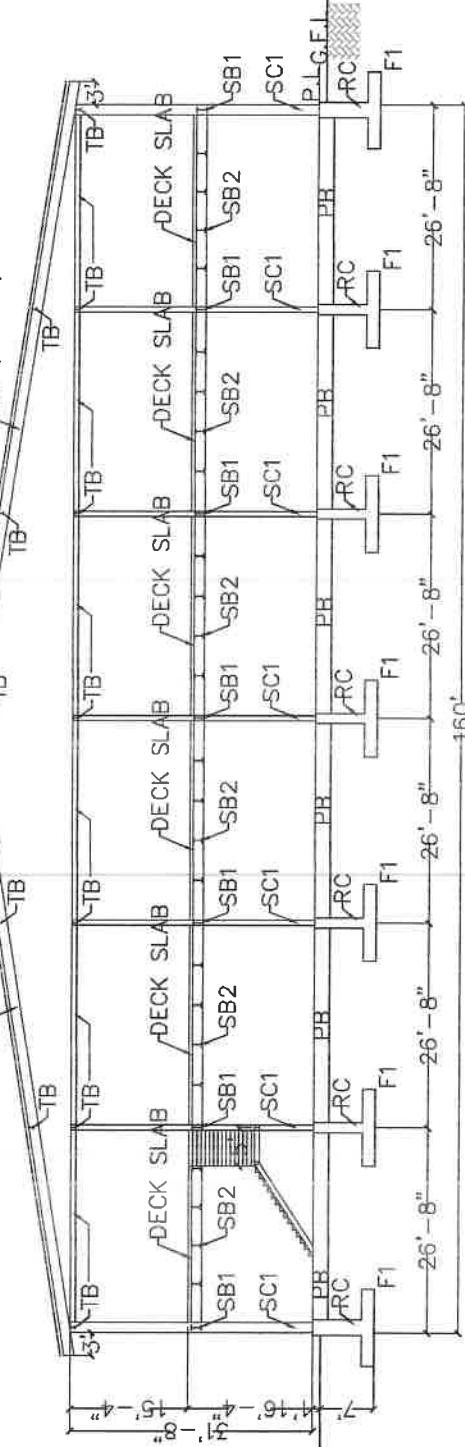 TB
TB TB
TB TB
3' TB TB TB TB TB TB TB 3'
DECK SLAB DECK SLAB DECK SLAB DECK SLAB DECK SLAB DECK SLAB
15'-4"
31'-8"
SB1 SB2 SB1 SB2 SB1 SB2 SB1 SB2 SB1 SB2 SB1 SB2 SB1
16'-4"
SC1 SC1 SC1 SC1 SC1 SC1 SC1
P.L
G.F.L
PB PB PB PB PB PB
7'
RC RC RC RC RC RC RC
F1 F1 F1 F1 F1 F1 F1
26'-8" 26'-8" 26'-8" 26'-8" 26'-8" 26'-8"
160'